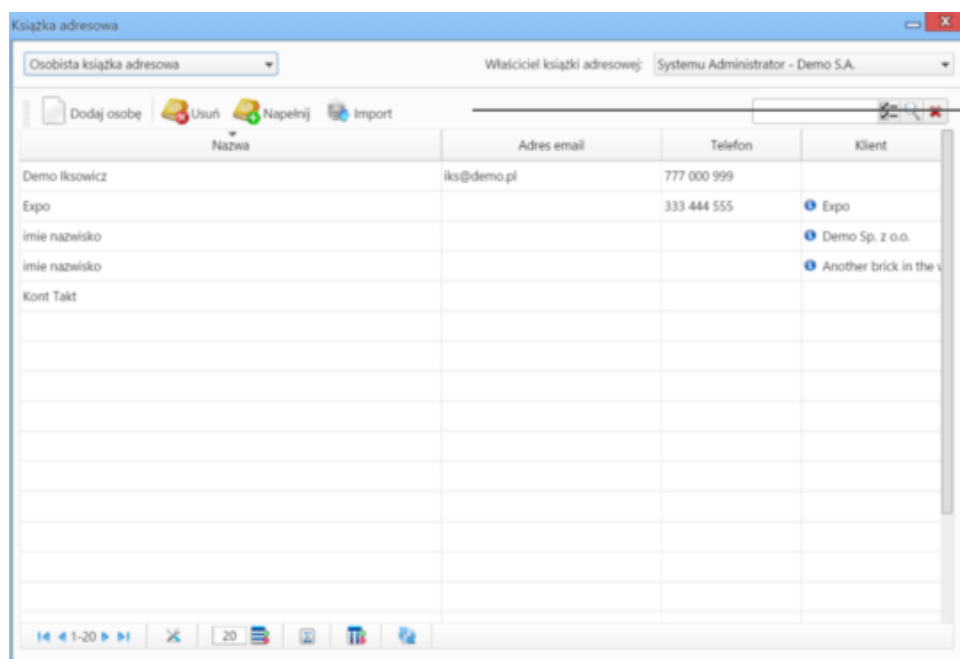 Książka adresowa
Osobista książka adresowa Właściciel książki adresowej: Systemu Administrator - Demo S.A.
Dodaj osobę Usuń Napełnij Import
Nazwa Adres email Telefon Klient
Demo Iksowicz iks@demo.pl 777 000 999
Expo 333 444 555 Expo
imie nazwisko Demo Sp. z o.o.
imie nazwisko Another brick in the
Kont Takt
1-20 20